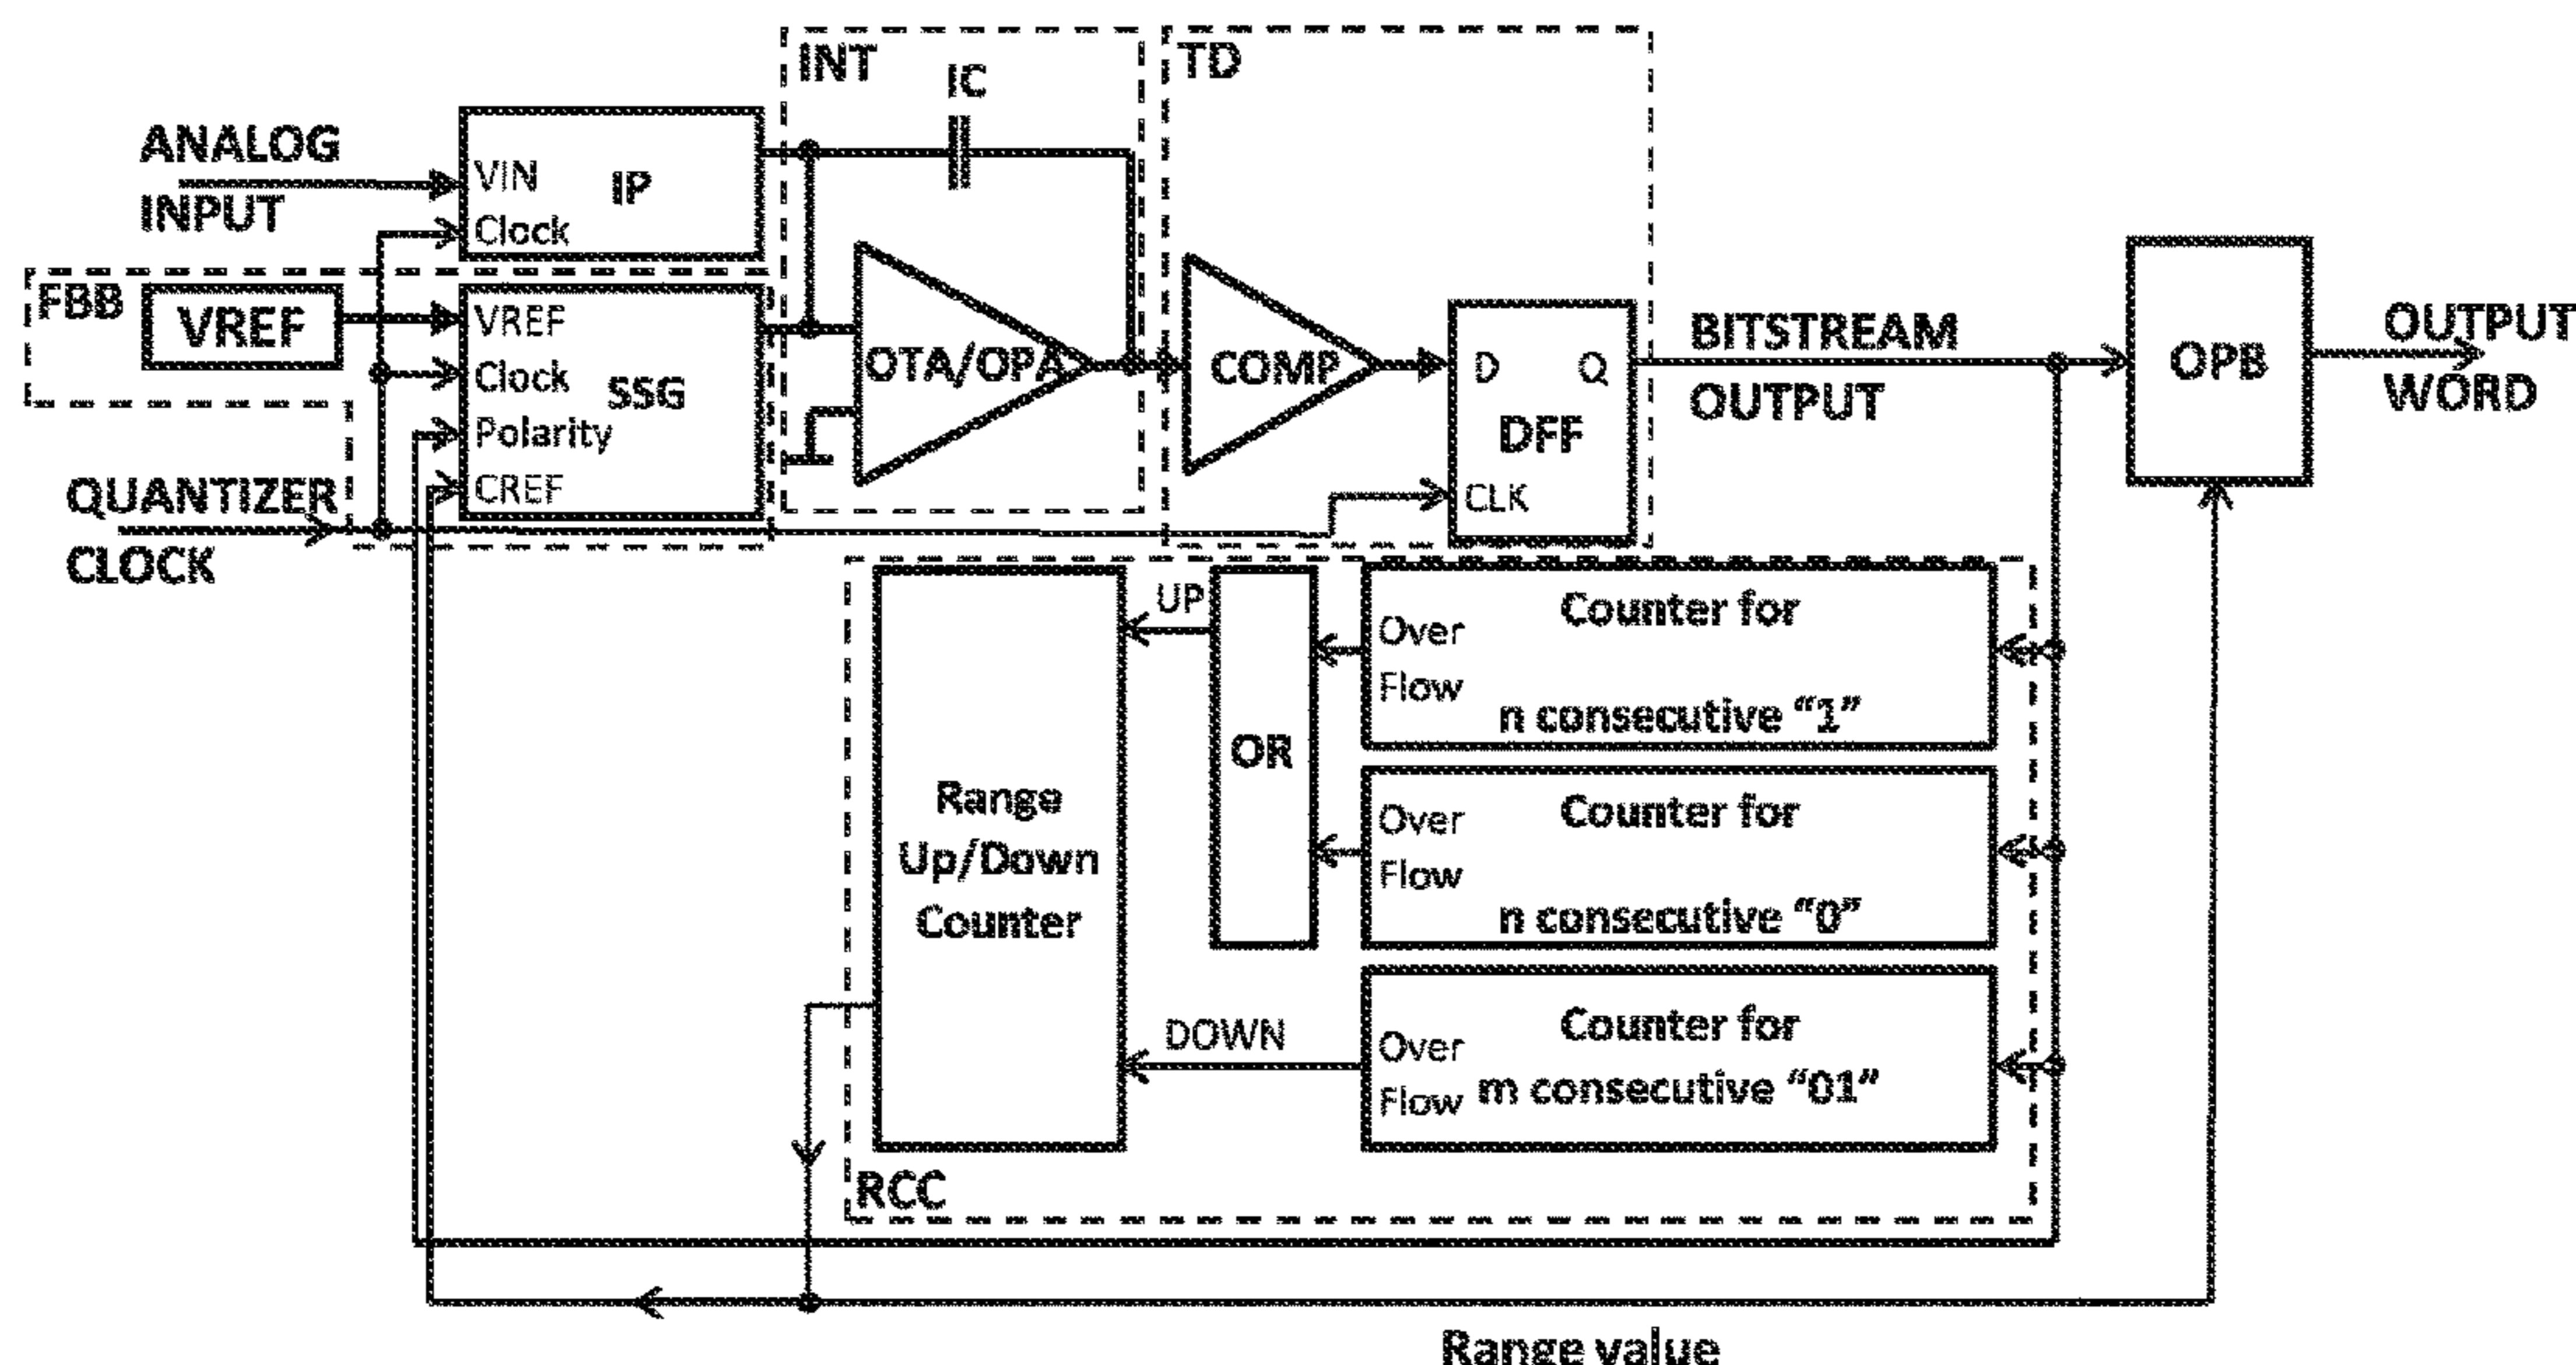 INT
TD
IC
ANALOG
INPUT
VIN
IP
Clock
FBB
VREF
VREF
Clock
SSG
Polarity
CREF
OTA/OPA
COMP
D
Q
DFF
CLK
BITSTREAM
OUTPUT
OPB
OUTPUT
WORD
QUANTIZER
CLOCK
UP
OR
Over
Flow
Counter for
n consecutive “1”
Over
Flow
Counter for
n consecutive “0”
Range
Up/Down
Counter
DOWN
Over
Flow
Counter for
m consecutive “01”
RCC
Range value